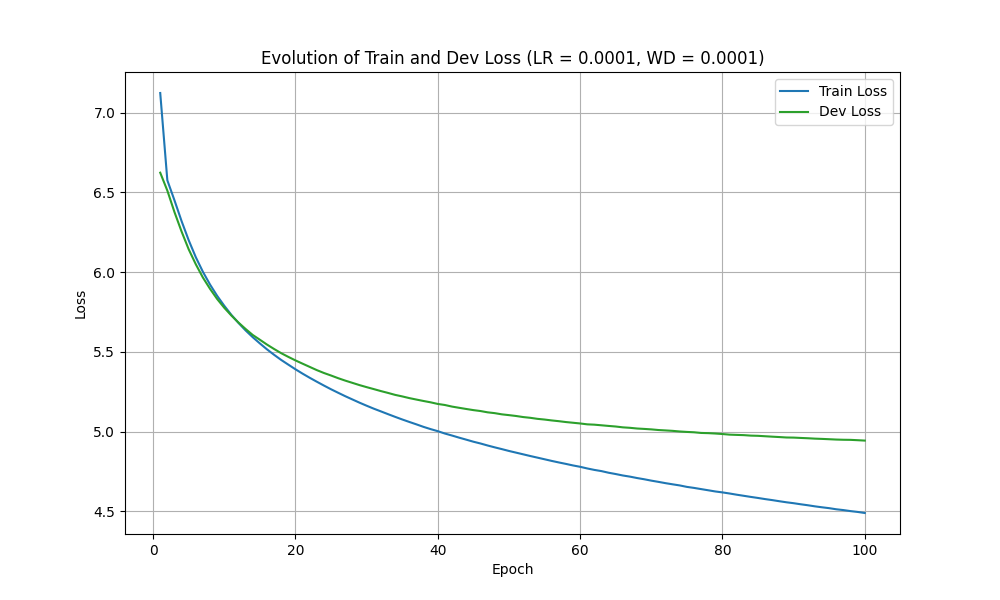 Evolution of Train and Dev Loss (LR = 0.0001, WD = 0.0001)
Train Loss
Dev Loss
7.0
6.5
6.0
5.5
5.0
4.5
Loss
0 20 40 60 80 100
Epoch